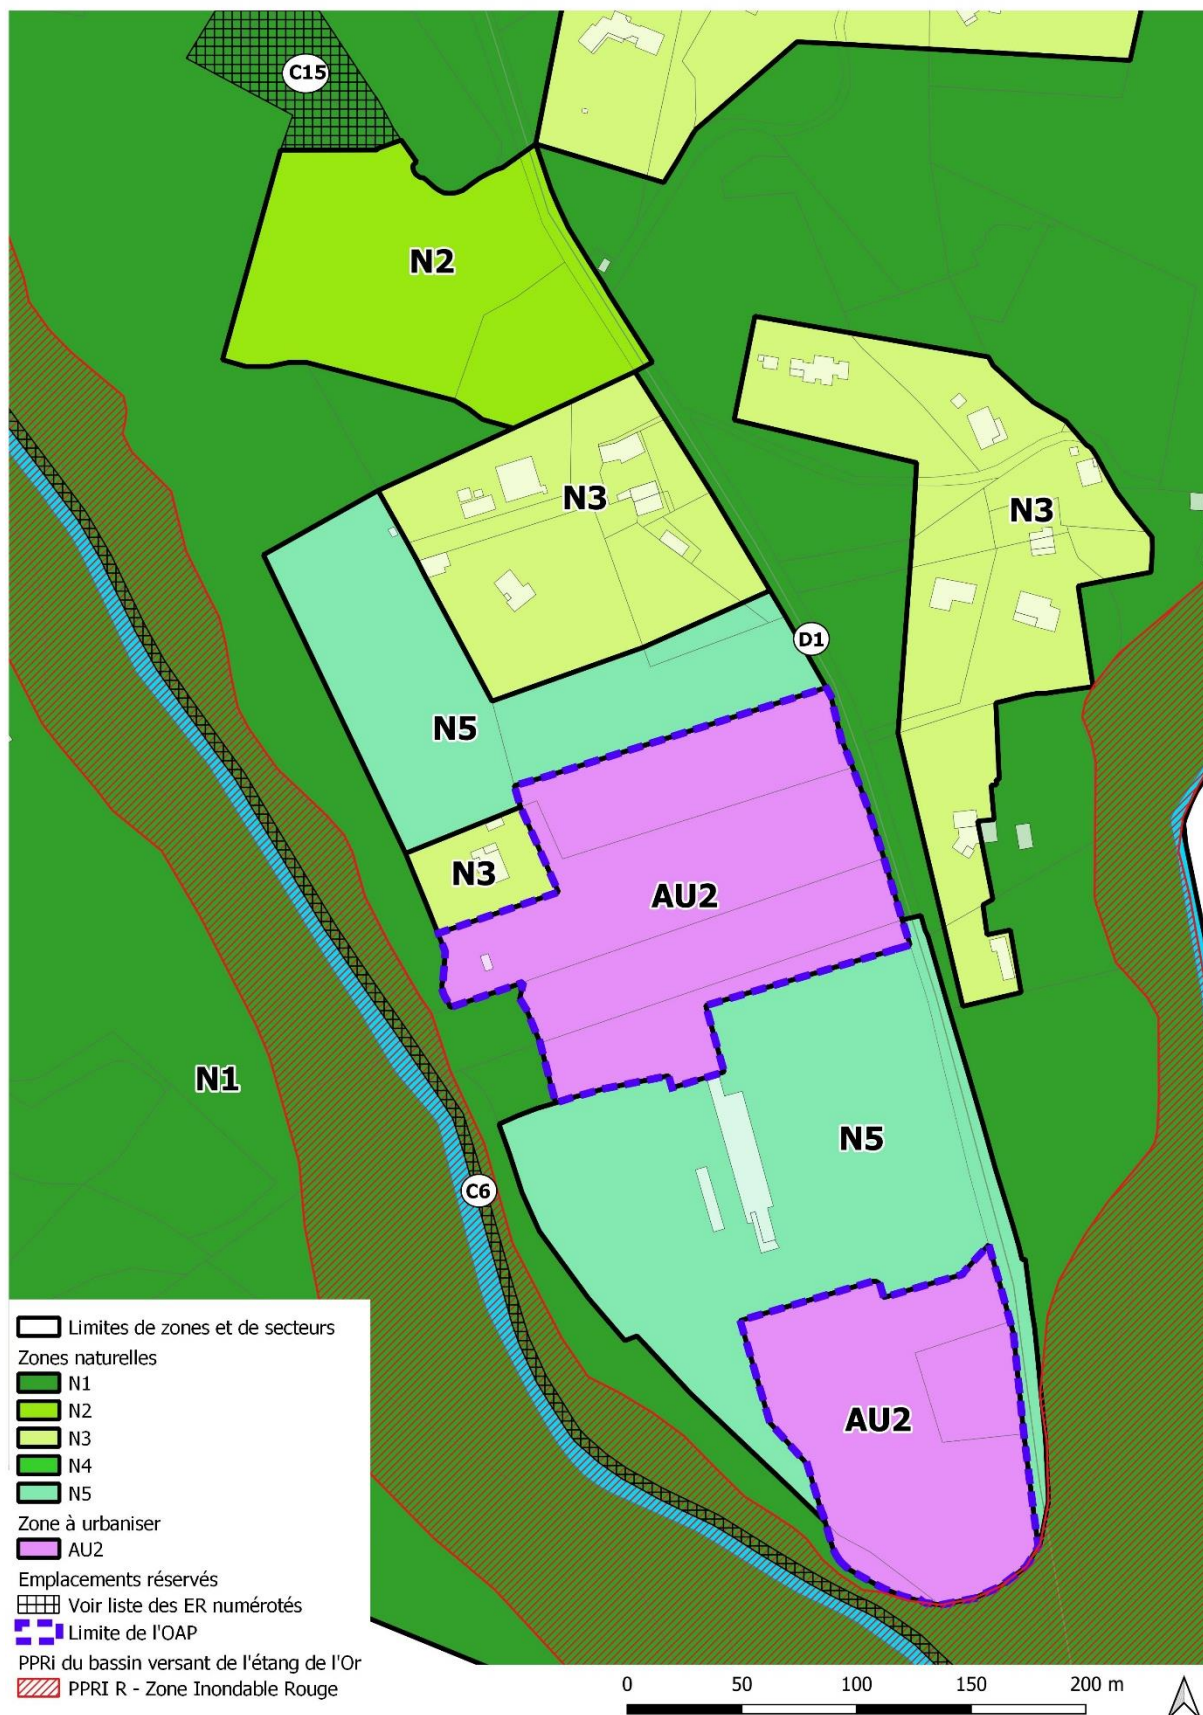 C15
N2
N3
N3
D1
N5
N3
AU2
N1
N5
C6
AU2
Limites de zones et de secteurs
Zones naturelles
N1
N2
N3
N4
N5
Zone à urbaniser
AU2
Emplacements réservés
Voir liste des ER numérotés
Limite de l'OAP
PPRi du bassin versant de l'étang de l'Or
PPRI R - Zone Inondable Rouge
0 50 100 150 200 m